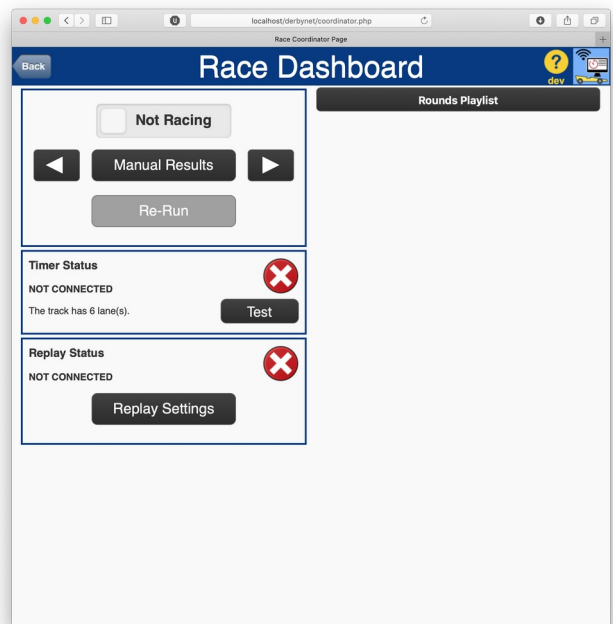 localhost/derbynet/coordinator.php
Race Coordinator Page
Back
Race Dashboard
?
dev
Not Racing
Manual Results
Re-Run
Timer Status
NOT CONNECTED
The track has 6 lane(s).
Test
Replay Status
NOT CONNECTED
Replay Settings
Rounds Playlist